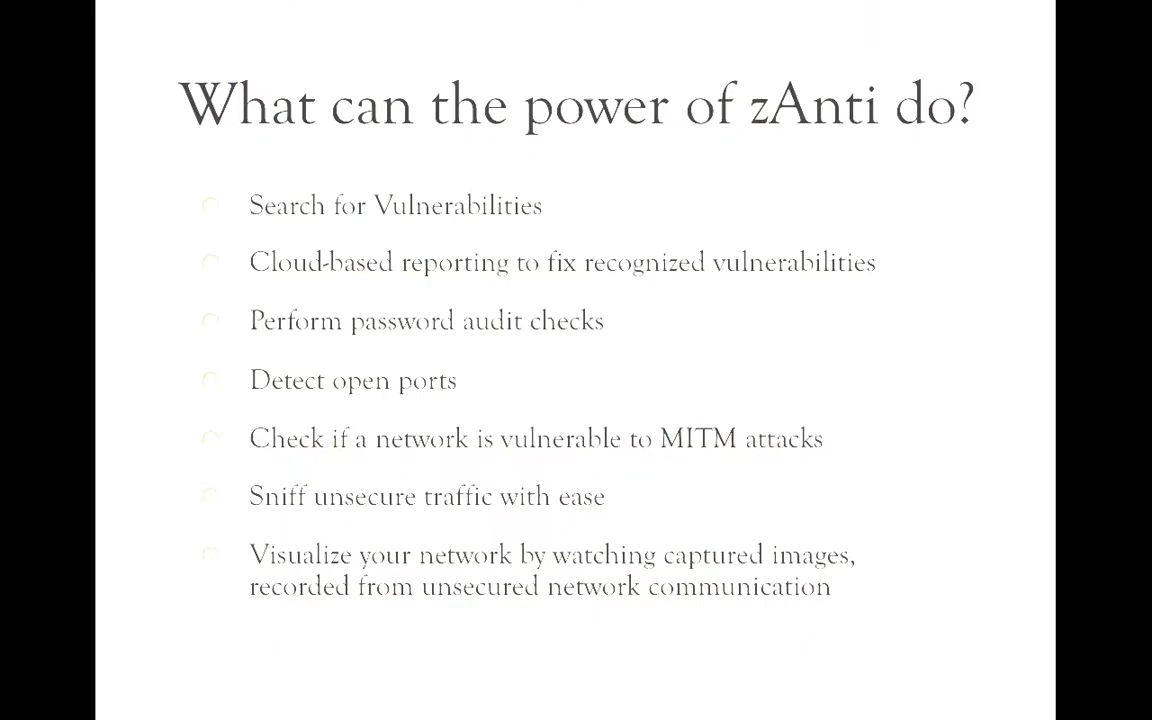 What can the power of zAnti do?
Search for Vulnerabilities
Cloud-based reporting to fix recognized vulnerabilities
Perform password audit checks
Detect open ports
Check if a network is vulnerable to MITM attacks
Sniff unsecure traffic with ease
Visualize your network by watching captured images,
recorded from unsecured network communication